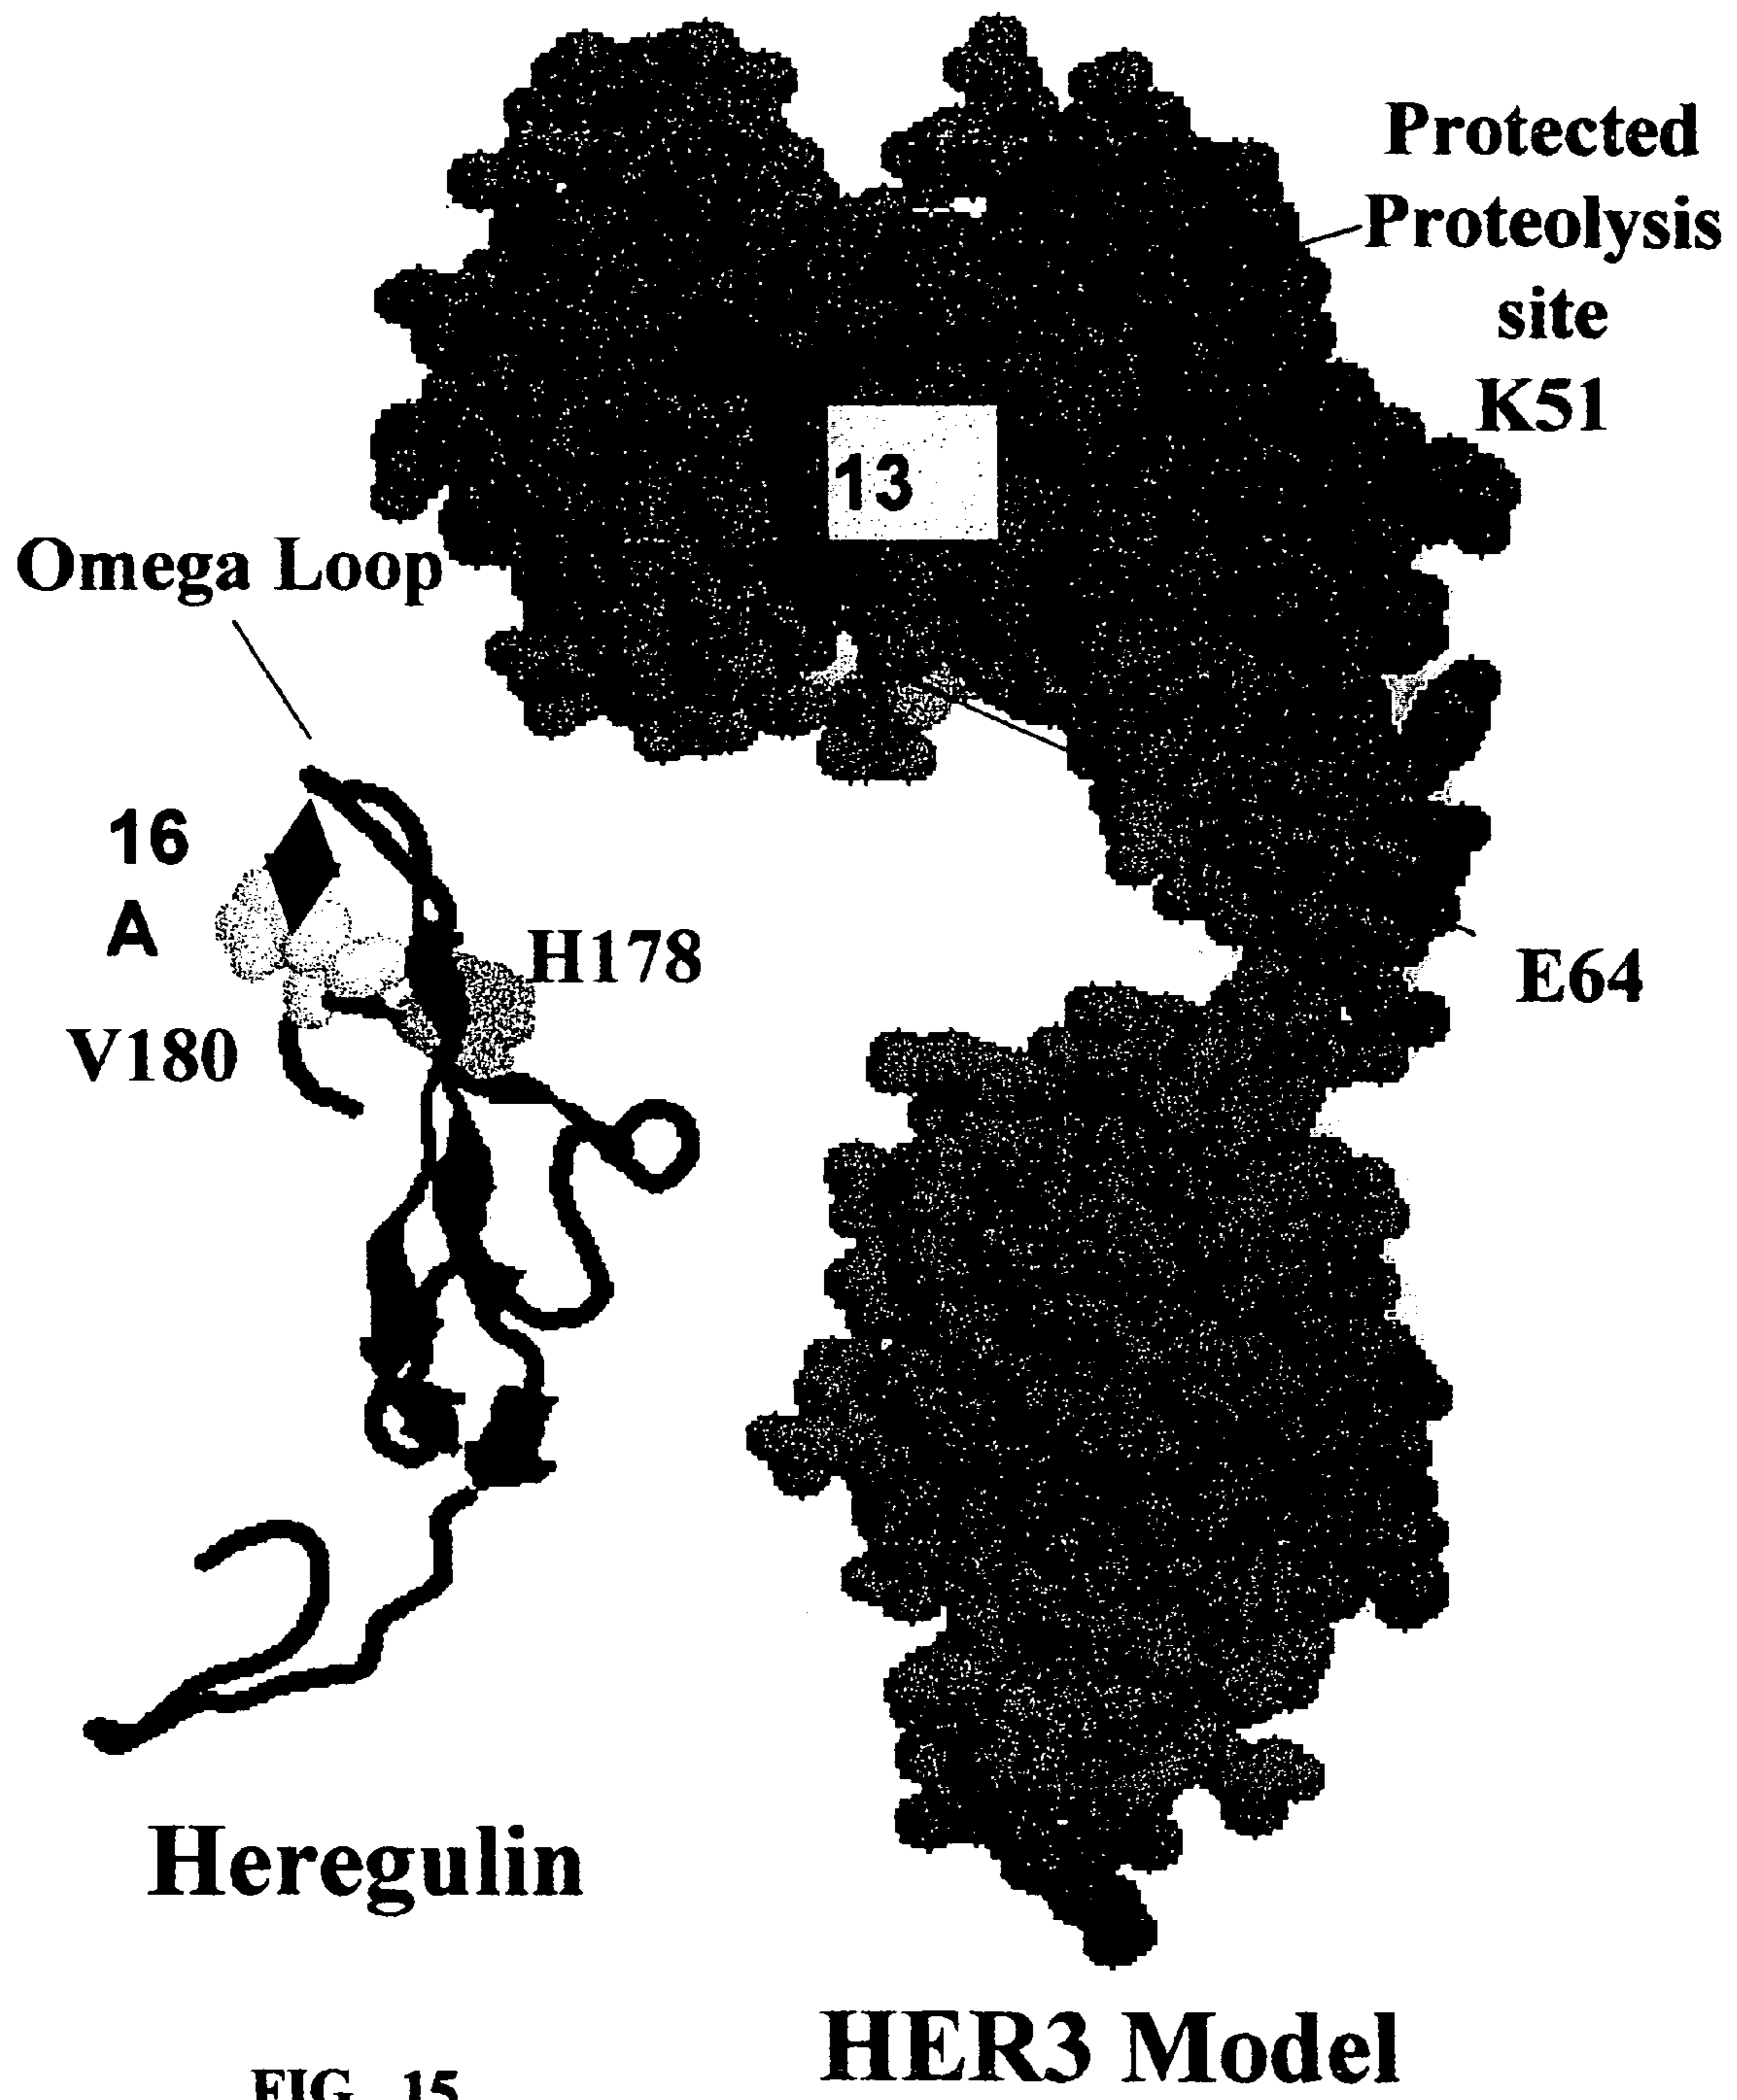 Protected
Proteolysis
site
K51
13
Omega Loop
16
A
H178
V180
E64
Heregulin
HER3 Model
FIG. 15